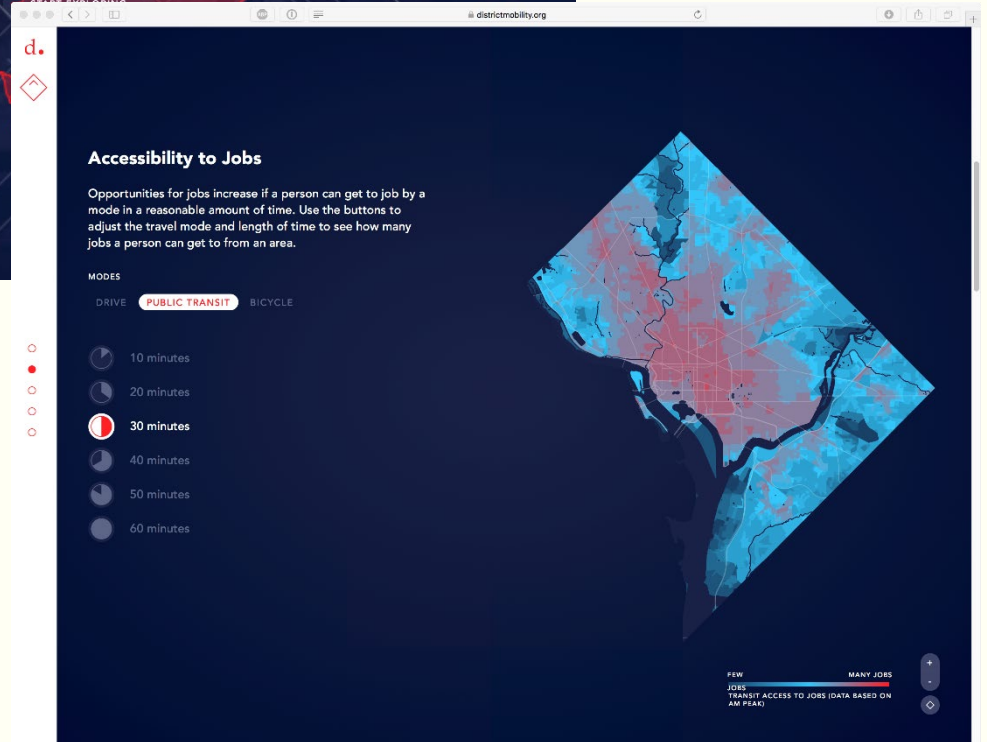 districtmobility.org
d.
Accessibility to Jobs
Opportunities for jobs increase if a person can get to job by a
mode in a reasonable amount of time. Use the buttons to
adjust the travel mode and length of time to see how many
jobs a person can get to from an area.
MODES
DRIVE PUBLIC TRANSIT BICYCLE
10 minutes
20 minutes
30 minutes
40 minutes
50 minutes
60 minutes
FEW MANY JOBS
JOBS
TRANSIT ACCESS TO JOBS (DATA BASED ON
AM PEAK)